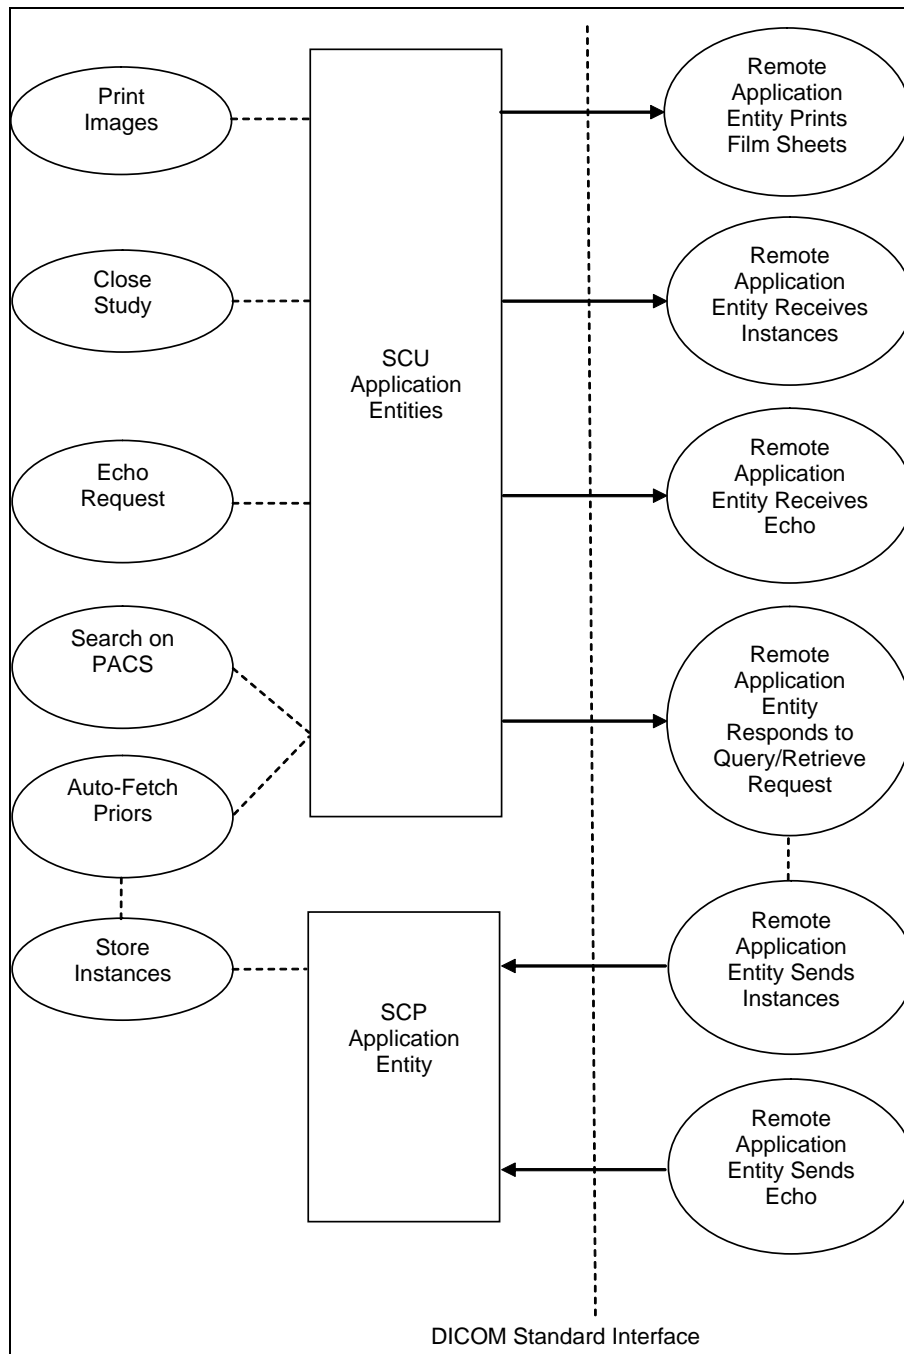 Print
Images
Remote
Application
Entity Prints
Film Sheets
Close
Study
Remote
Application
Entity Receives
Instances
SCU
Application
Entities
Echo
Request
Remote
Application
Entity Receives
Echo
Search on
PACS
Remote
Application
Entity
Responds to
Query/Retrieve
Request
Auto-Fetch
Priors
Store
Instances
Remote
Application
Entity Sends
Instances
SCP
Application
Entity
Remote
Application
Entity Sends
Echo
DICOM Standard Interface